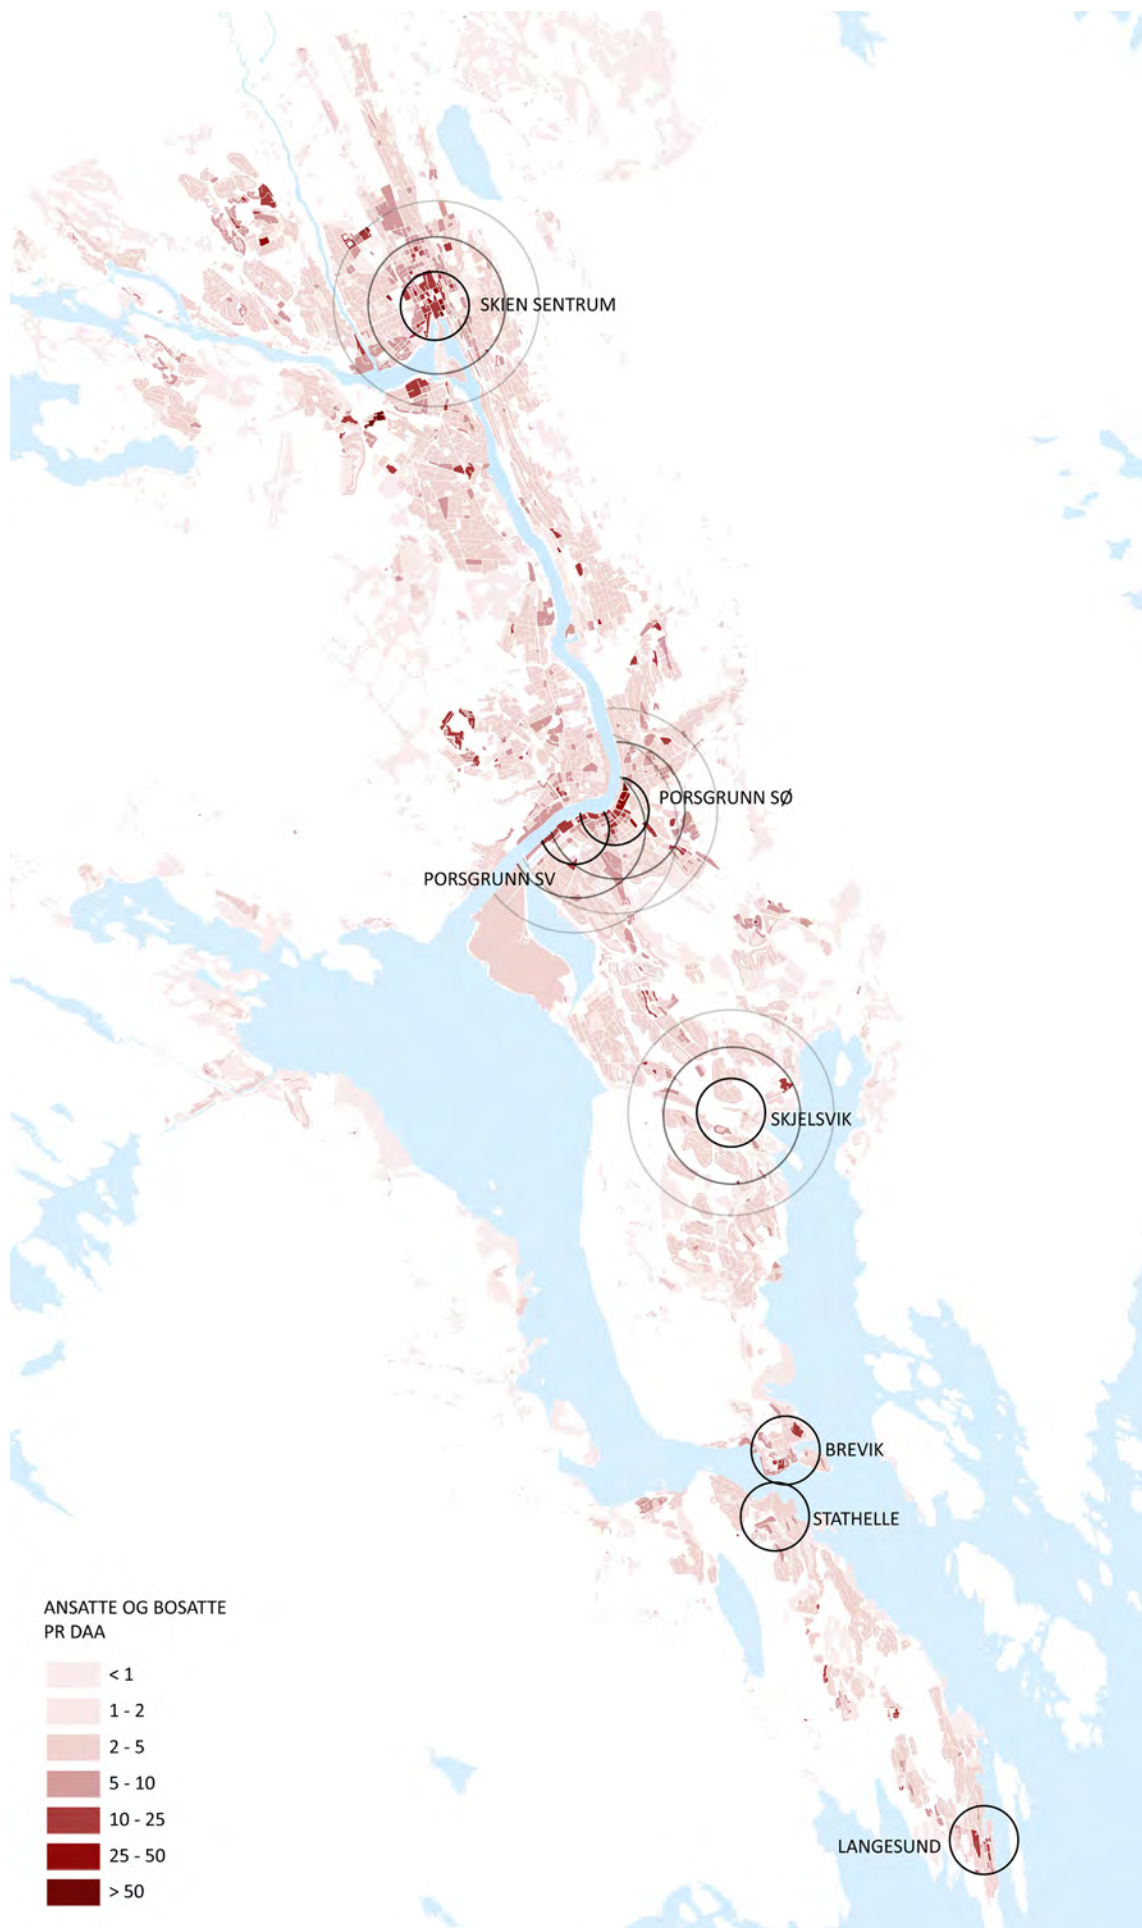 SKIEN SENTRUM
PORSGRUNN SØ
PORSGRUNN SV
SKJELSVIK
BREVIK
STATHELLE
LANGESUND
ANSATTE OG BOSATTE
PR DAA
< 1
1 - 2
2 - 5
5 - 10
10 - 25
25 - 50
> 50